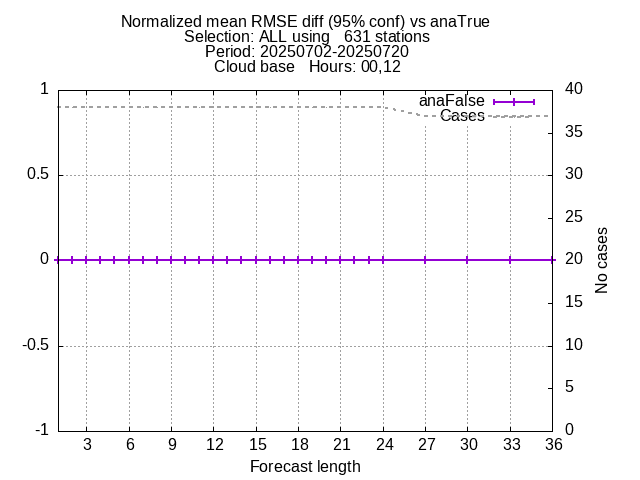 Normalized mean RMSE diff (95% conf) vs anaTrue
Selection: ALL using   631 stations
Period: 20250702-20250720
Cloud base   Hours: 00,12
anaFalse
Cases
1
0.5
0
-0.5
-1
40
35
30
25
20
15
10
5
0
No cases
3 6 9 12 15 18 21 24 27 30 33 36
Forecast length